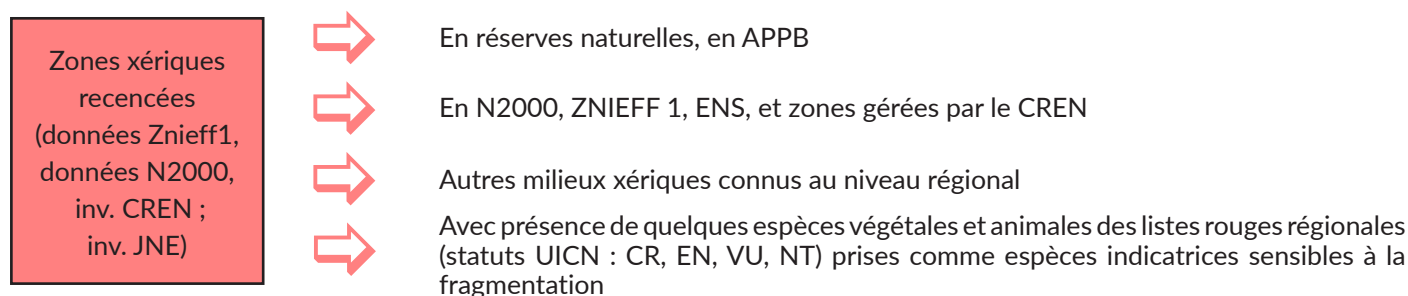 Zones xériques
recencées
(données Znieff1,
données N2000,
inv. CREN ;
inv. JNE)
En réserves naturelles, en APPB
En N2000, ZNIEFF 1, ENS, et zones gérées par le CREN
Autres milieux xériques connus au niveau régional
Avec présence de quelques espèces végétales et animales des listes rouges régionales
(statuts UICN : CR, EN, VU, NT) prises comme espèces indicatrices sensibles à la
fragmentation